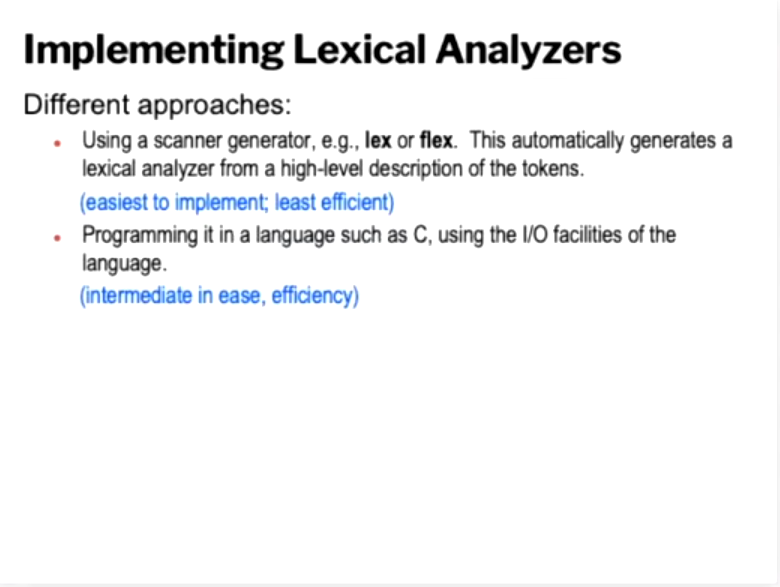 Implementing Lexical Analyzers
Different approaches:
• Using a scanner generator, e.g., lex or flex. This automatically generates a
lexical analyzer from a high-level description of the tokens.
(easiest to implement; least efficient)
• Programming it in a language such as C, using the I/O facilities of the
language.
(intermediate in ease, efficiency)